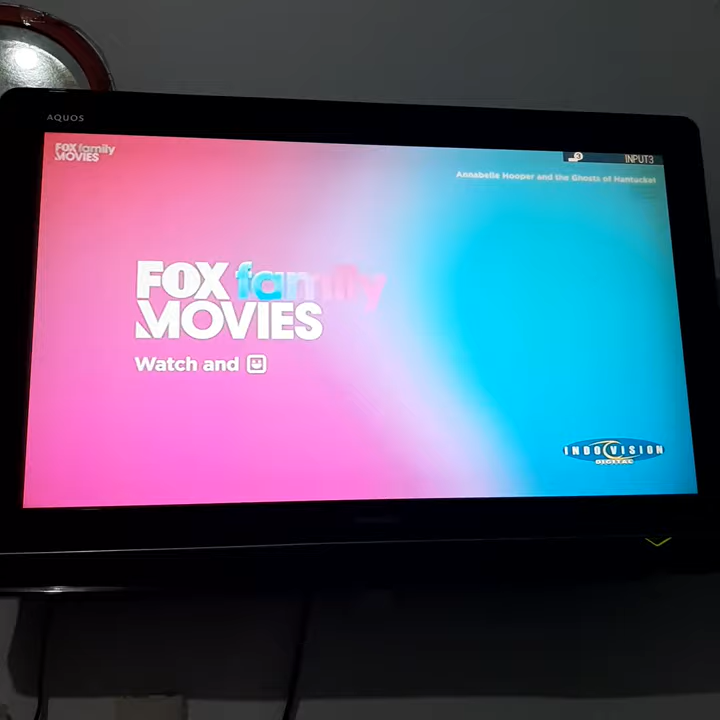 AQUOS
FOX family
MOVIES
3 INPUT3
Annabelle Hooper and the Ghosts of Nantucket
FOX family
MOVIES
Watch and
INDOVISION
DIGITAL